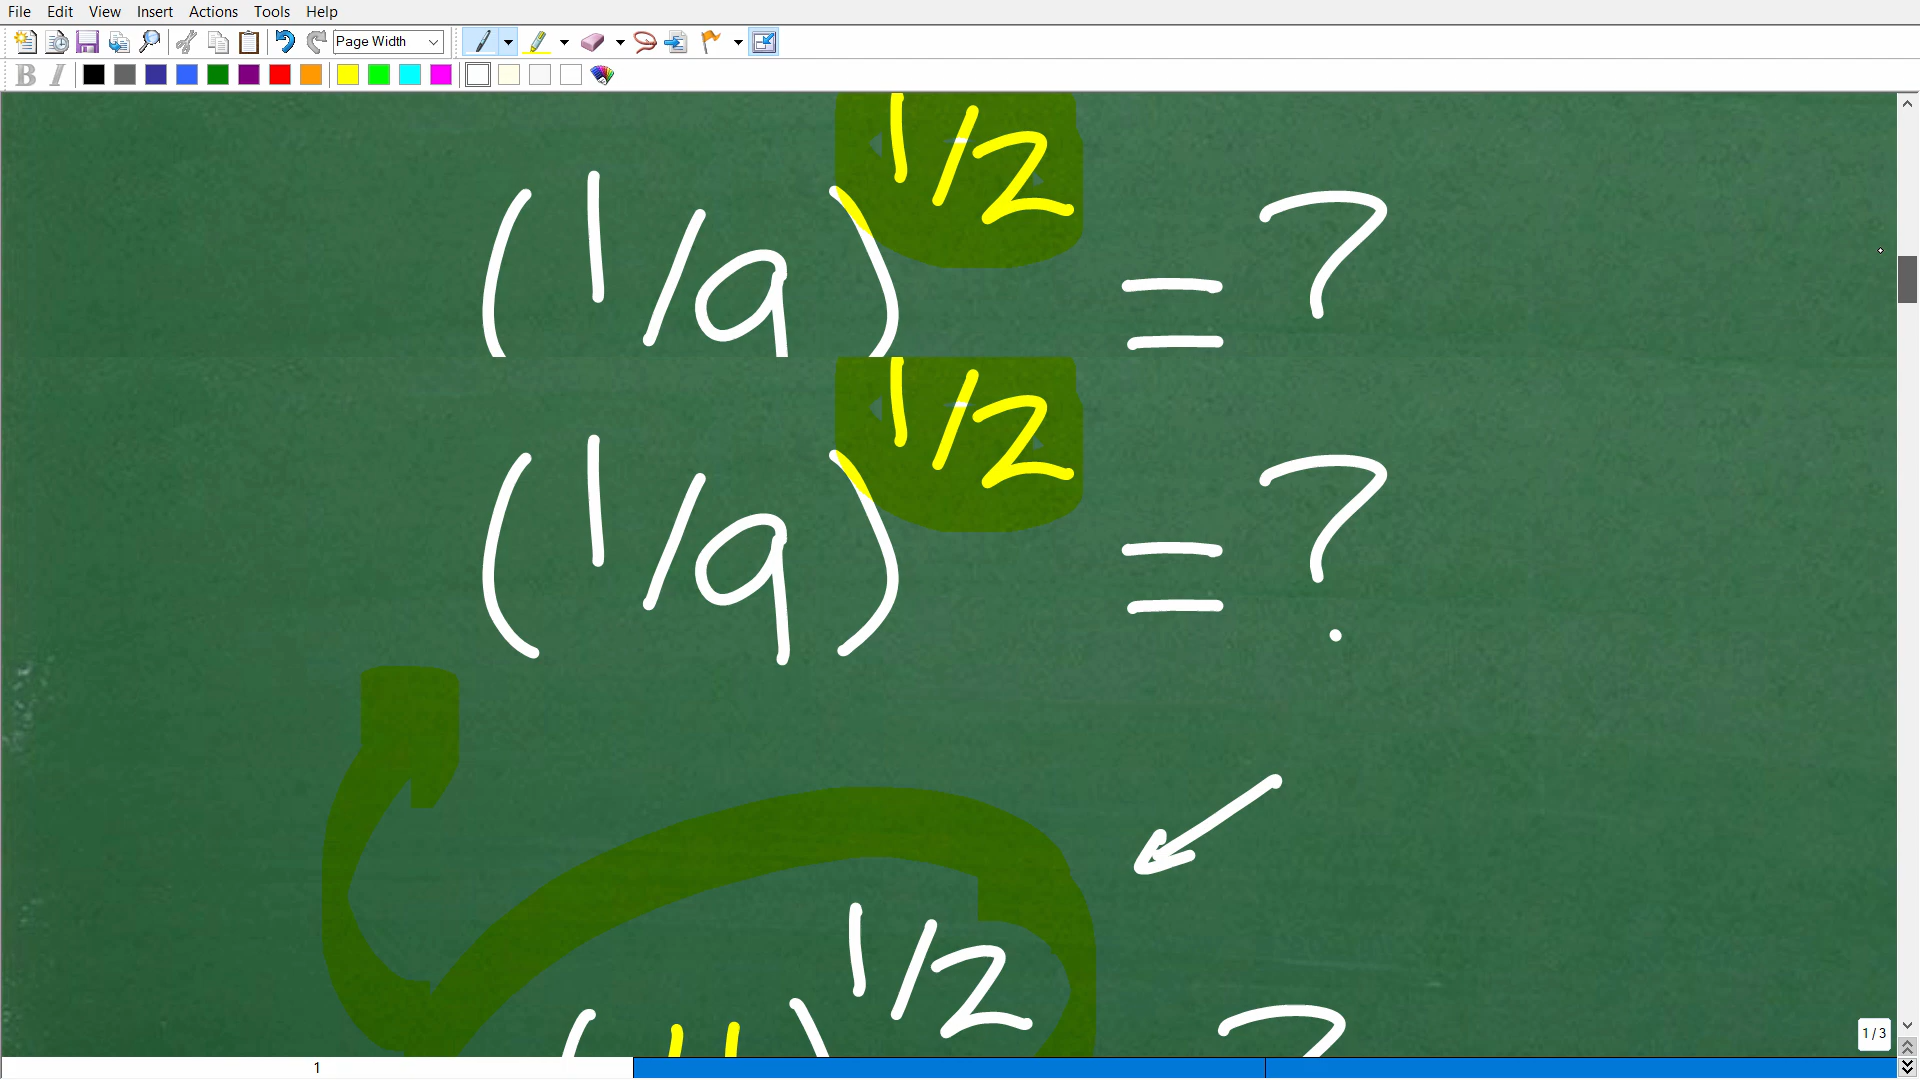 File Edit View Insert Actions Tools Help
Page Width
B I
(1/9)^1/2 = ?
(1/9)^1/2 = ?
( )^1/2 ?
1 / 3
1